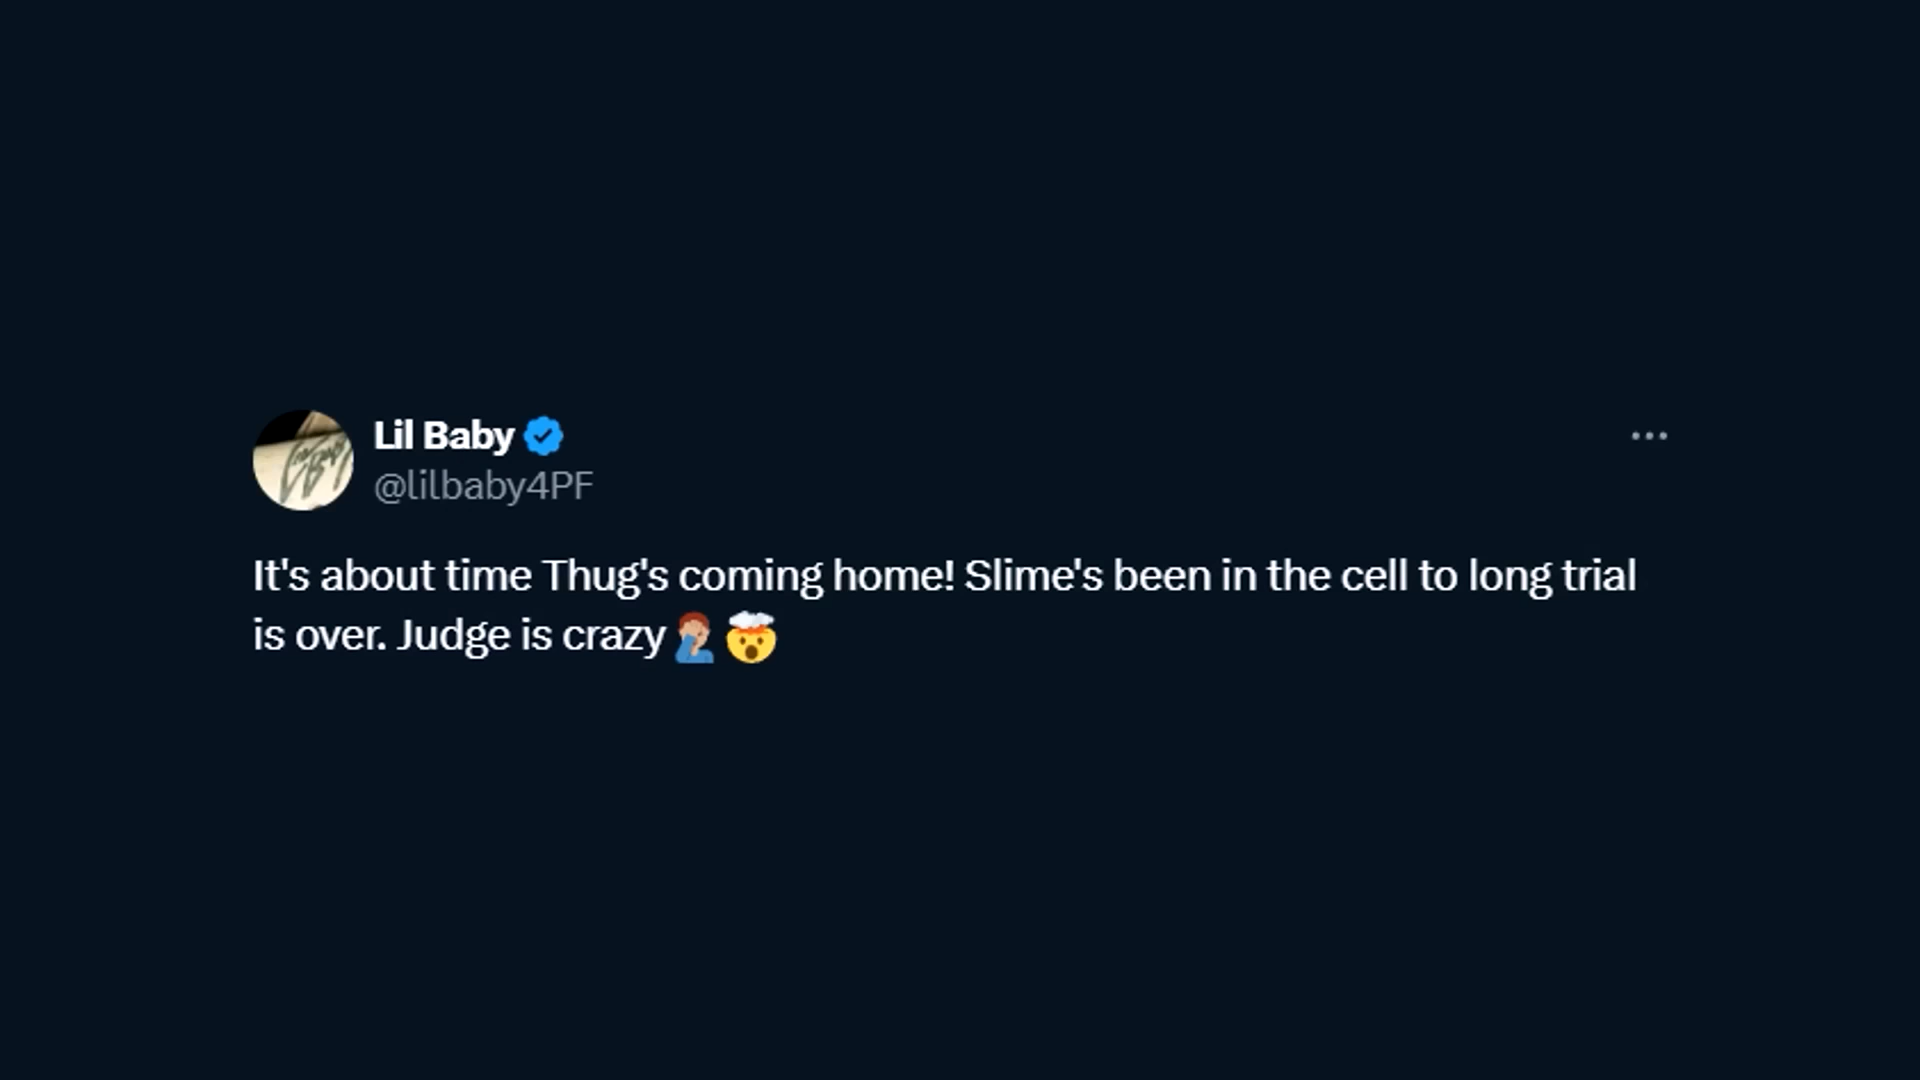 Lil Baby
@lilbaby4PF
It's about time Thug's coming home! Slime's been in the cell to long trial
is over. Judge is crazy🤦🏽‍♂️🤯